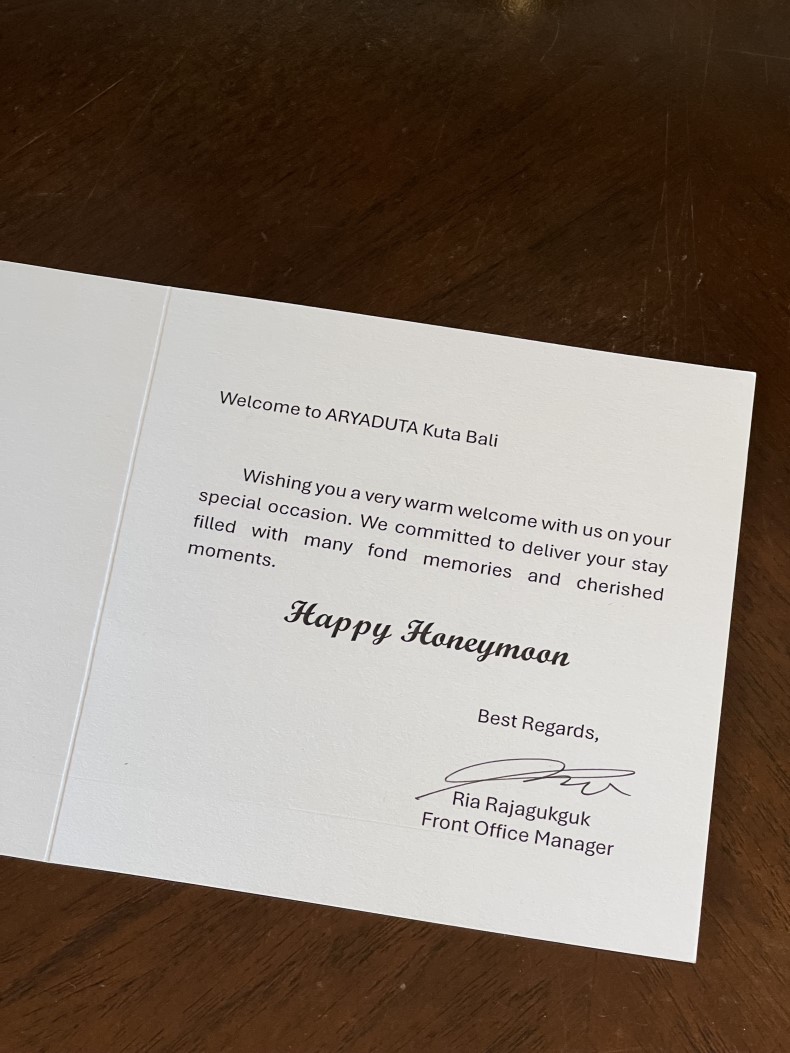 Welcome to ARYADUTA Kuta Bali
Wishing you a very warm welcome with us on your
special occasion. We committed to deliver your stay
filled with many fond memories and cherished
moments.
Happy Honeymoon
Best Regards,
Ria Rajagukguk
Front Office Manager